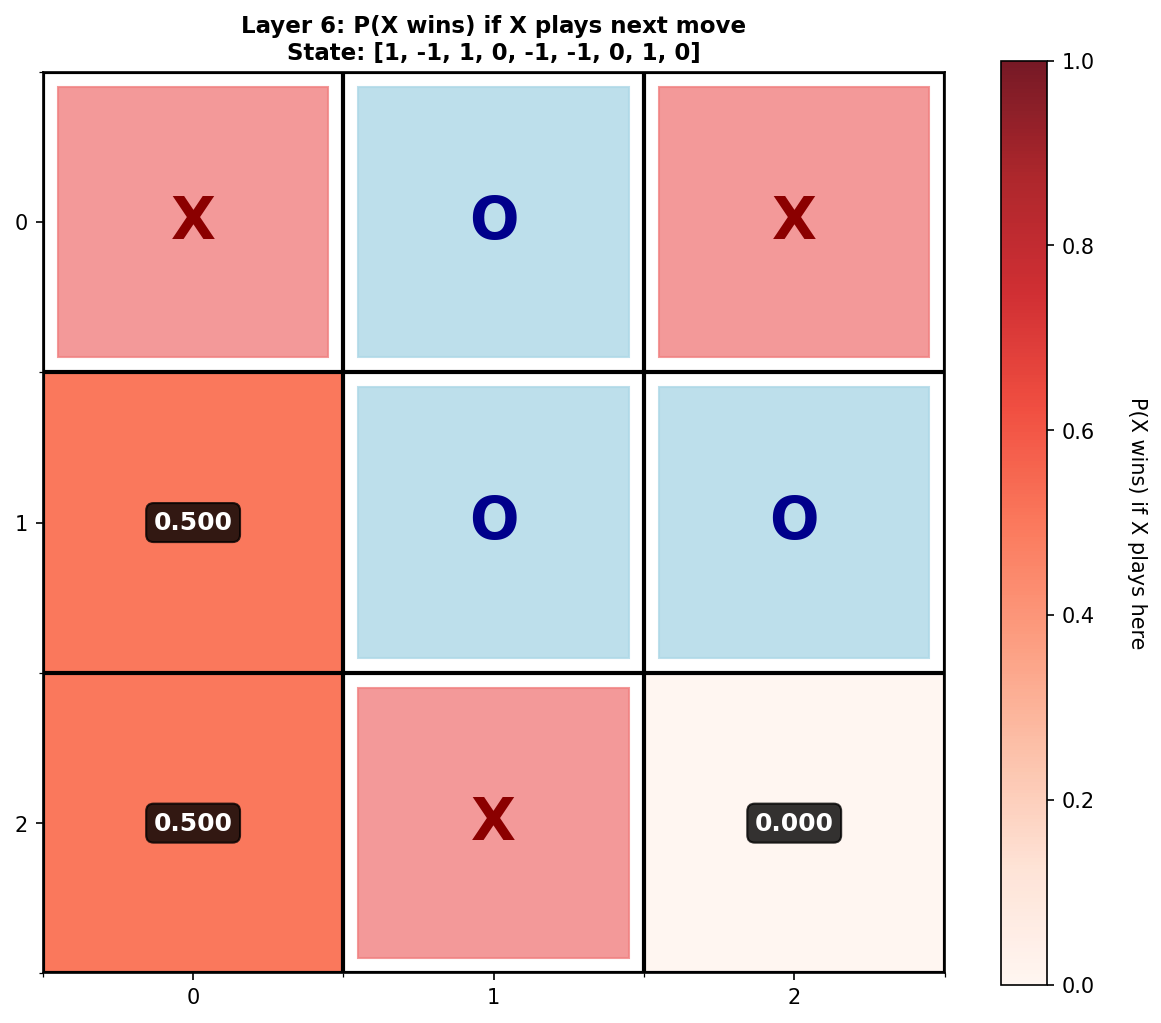 Layer 6: P(X wins) if X plays next move
State: [1, -1, 1, 0, -1, -1, 0, 1, 0]
0
X
O
X
1
0.500
O
O
2
0.500
X
0.000
0
1
2
1.0
0.8
0.6
0.4
0.2
0.0
P(X wins) if X plays here